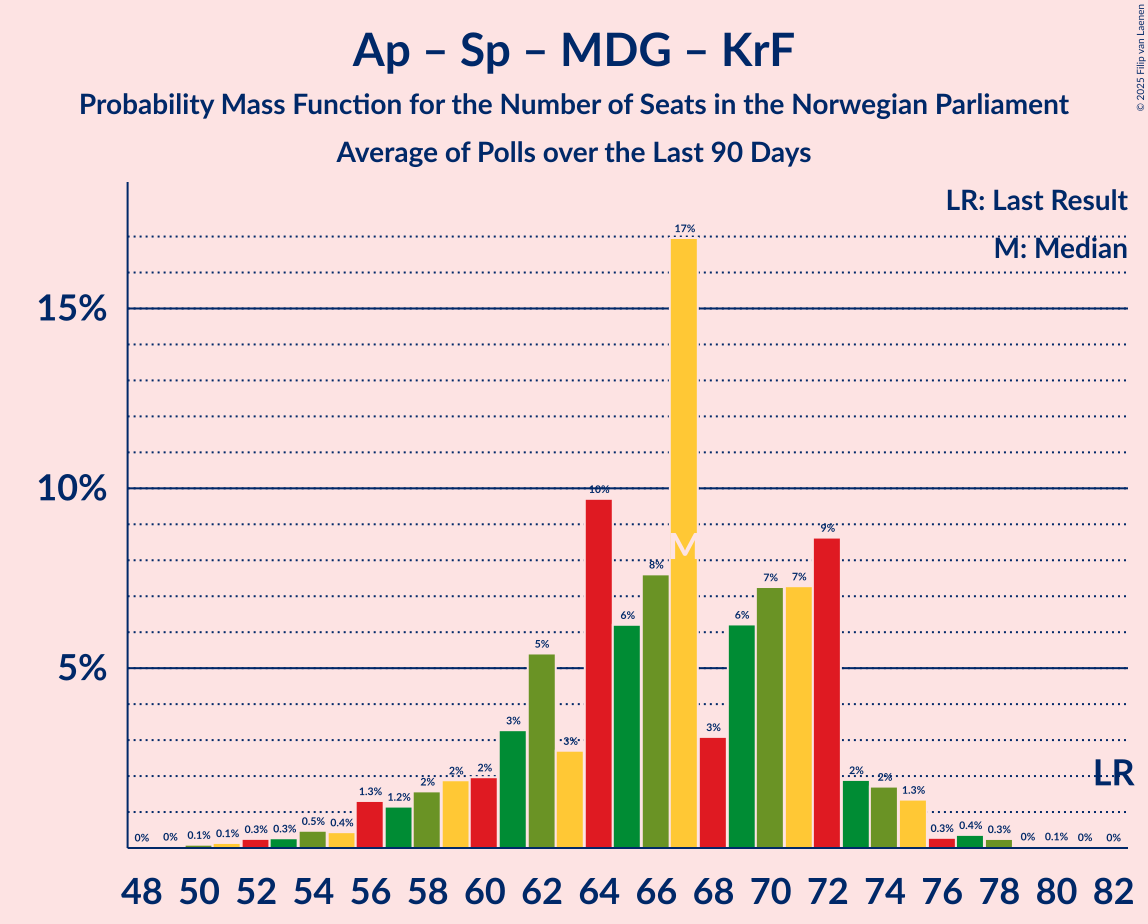 Ap – Sp – MDG – KrF
Probability Mass Function for the Number of Seats in the Norwegian Parliament
Average of Polls over the Last 90 Days
© 2025 Filip van Laenen
LR: Last Result
M: Median
15%
10%
5%
0% 0% 0.1% 0.1% 0.3% 0.3% 0.5% 0.4% 1.3% 1.2% 2% 2% 2% 3% 5% 3% 10% 6% 8% 17% 3% 6% 7% 7% 9% 2% 2% 1.3% 0.3% 0.4% 0.3% 0% 0.1% 0% 0%
M
LR
48 50 52 54 56 58 60 62 64 66 68 70 72 74 76 78 80 82